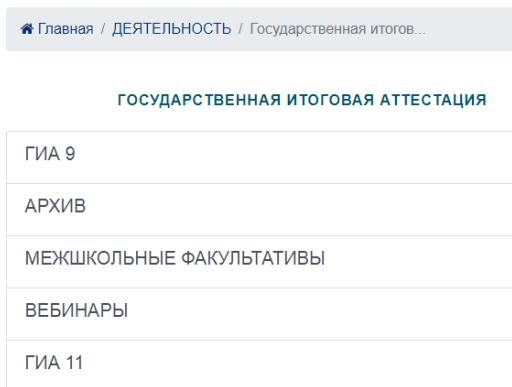 Главная / ДЕЯТЕЛЬНОСТЬ / Государственная итогов...
ГОСУДАРСТВЕННАЯ ИТОГОВАЯ АТТЕСТАЦИЯ
ГИА 9
АРХИВ
МЕЖШКОЛЬНЫЕ ФАКУЛЬТАТИВЫ
ВЕБИНАРЫ
ГИА 11